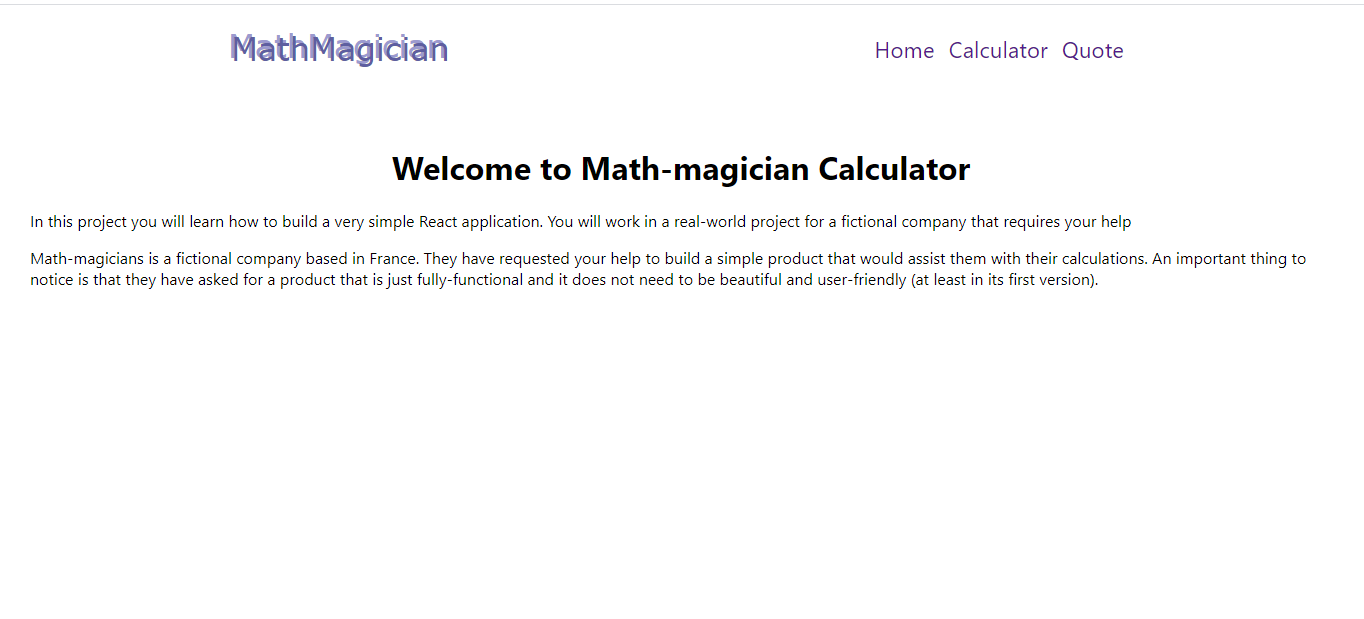 MathMagician
Home Calculator Quote
Welcome to Math-magician Calculator
In this project you will learn how to build a very simple React application. You will work in a real-world project for a fictional company that requires your help
Math-magicians is a fictional company based in France. They have requested your help to build a simple product that would assist them with their calculations. An important thing to
notice is that they have asked for a product that is just fully-functional and it does not need to be beautiful and user-friendly (at least in its first version).